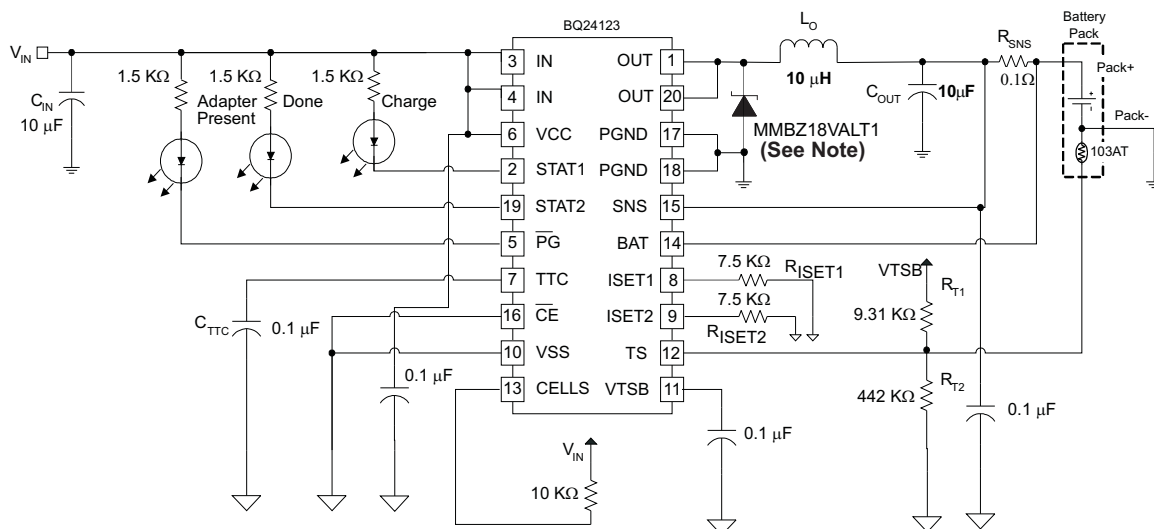 BQ24123
V_IN
C_IN
10 μF
1.5 KΩ
Adapter
Present
1.5 KΩ
Done
1.5 KΩ
Charge
3 IN
4 IN
6 VCC
2 STAT1
19 STAT2
5 P̅G̅
7 TTC
16 C̅E̅
10 VSS
13 CELLS
OUT 1
OUT 20
PGND 17
PGND 18
SNS 15
BAT 14
ISET1 8
ISET2 9
TS 12
VTSB 11
C_TTC
0.1 μF
0.1 μF
V_IN
10 KΩ
0.1 μF
L_O
10 μH
MMBZ18VALT1
(See Note)
C_OUT
10μF
R_SNS
0.1Ω
Battery
Pack
Pack+
+
-
Pack-
103AT
7.5 KΩ
R_ISET1
7.5 KΩ
R_ISET2
VTSB
R_T1
9.31 KΩ
442 KΩ
R_T2
0.1 μF